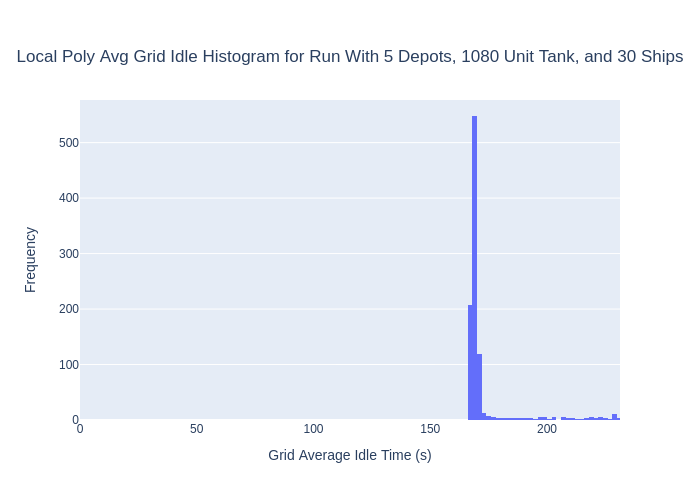 Local Poly Avg Grid Idle Histogram for Run With 5 Depots, 1080 Unit Tank, and 30 Ships
500
400
300
200
100
0
Frequency
0 50 100 150 200
Grid Average Idle Time (s)